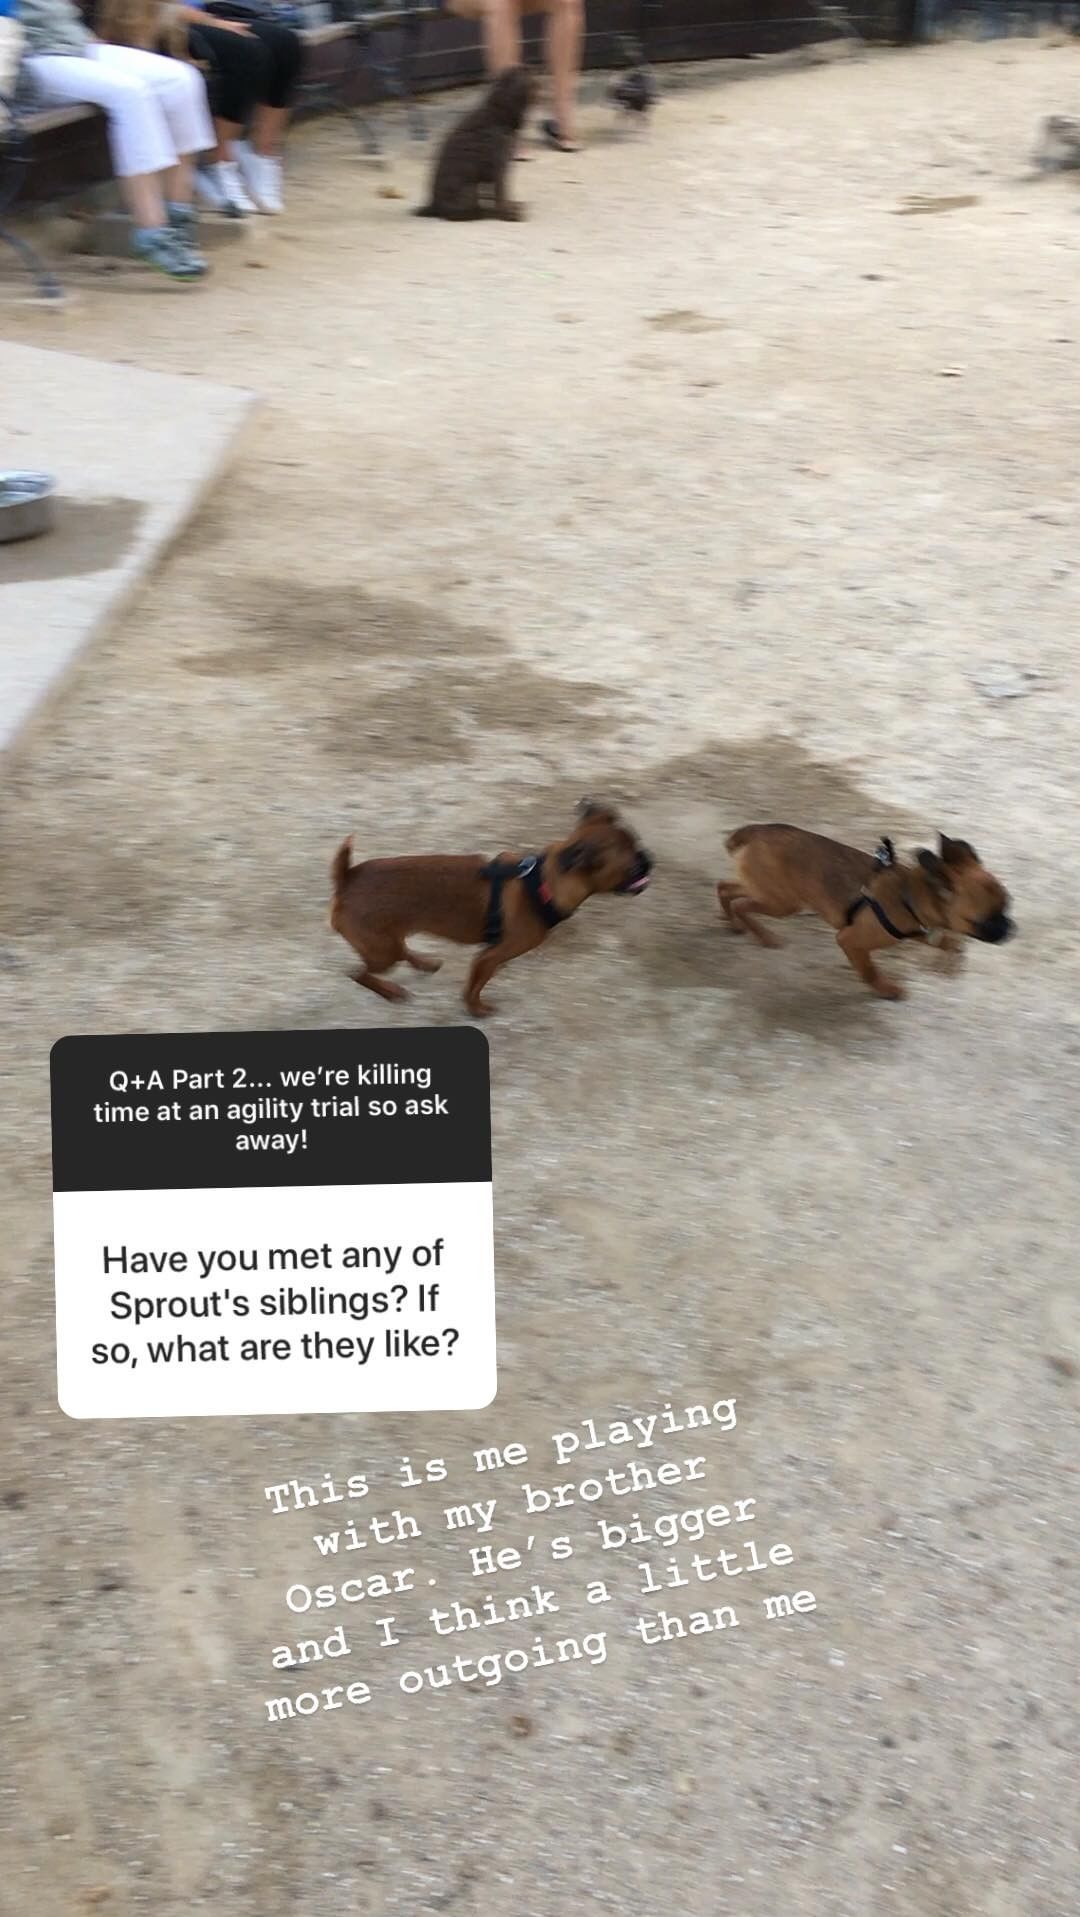 Q+A Part 2... we're killing
time at an agility trial so ask
away!
Have you met any of
Sprout's siblings? If
so, what are they like?
This is me playing
with my brother
Oscar. He's bigger
and I think a little
more outgoing than me